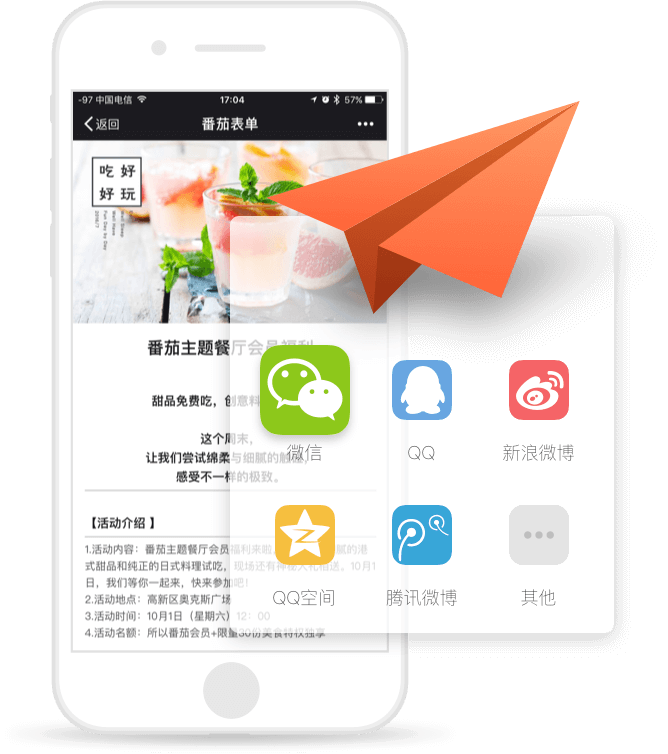 -97 中国电信
17:04
57%
返回
番茄表单
吃好
好玩
番茄主题餐厅会员福利
甜品免费吃，创意料
这个周末，
让我们尝试绵柔与细腻的触碰，
感受不一样的极致。
【活动介绍 】
1.活动内容：番茄主题餐厅会员福利来啦，
腻的港
式甜品和纯正的日式料理试吃，现场还有神秘大礼相送。10月1
日，我们等你一起来，快来参加吧！
2.活动地点：高新区奥克斯广场
3.活动时间：10月1日（星期六）12：00
4.活动名额：所以番茄会员+限量30份美食特权独享
微信
QQ
新浪微博
QQ空间
腾讯微博
其他